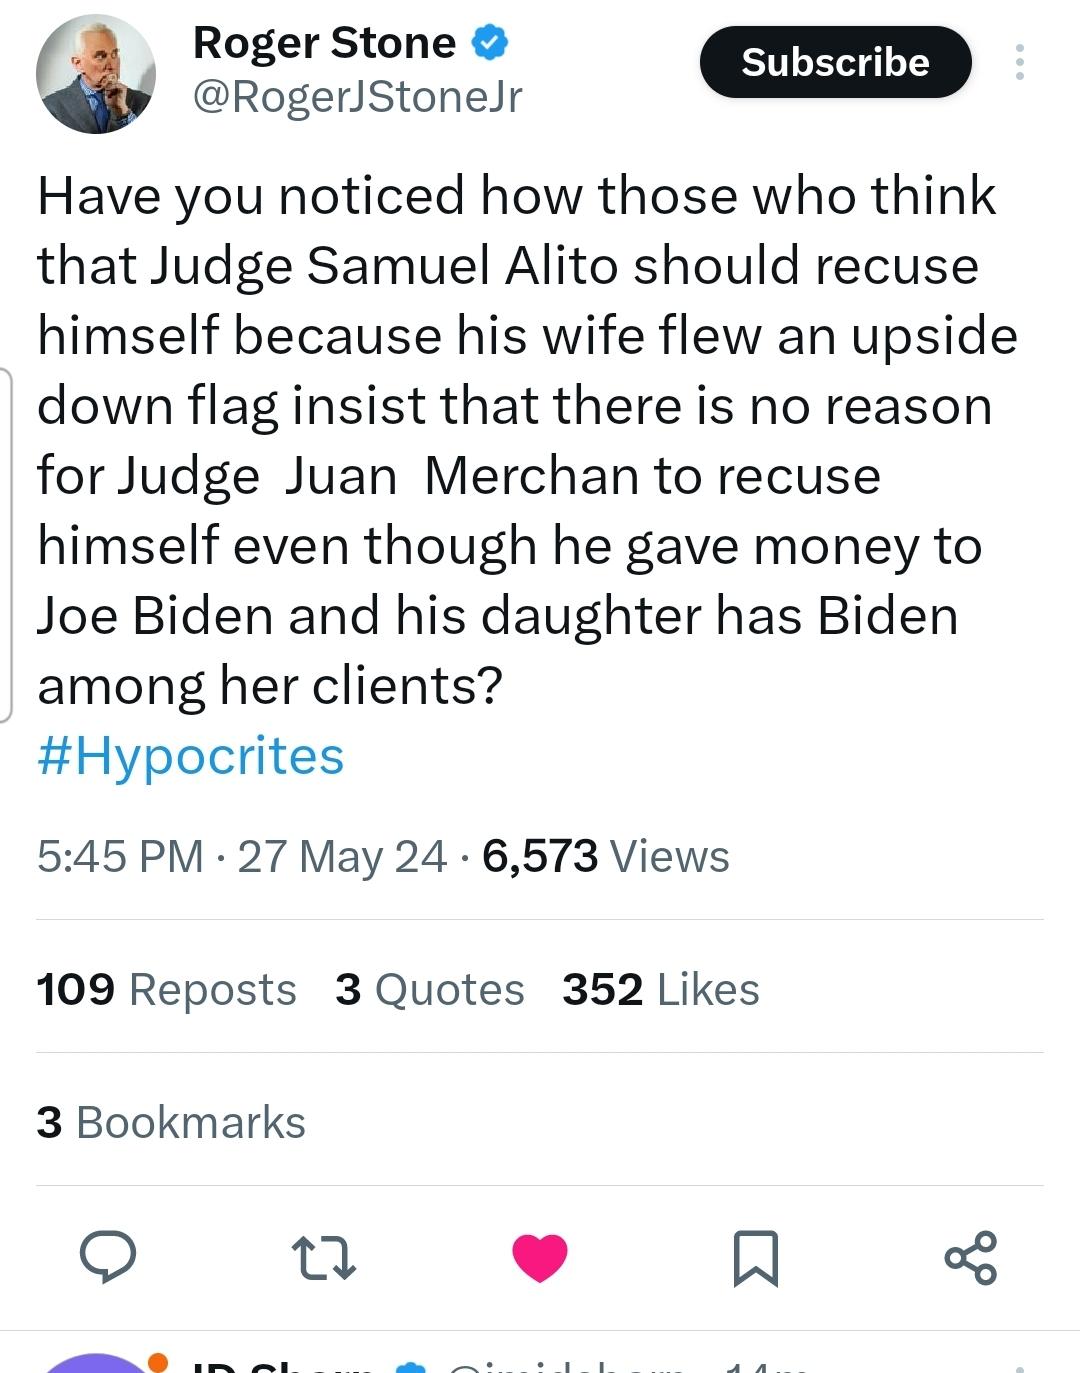 Roger Stone
@RogerJStoneJr
Subscribe
Have you noticed how those who think
that Judge Samuel Alito should recuse
himself because his wife flew an upside
down flag insist that there is no reason
for Judge  Juan  Merchan to recuse
himself even though he gave money to
Joe Biden and his daughter has Biden
among her clients?
#Hypocrites
5:45 PM · 27 May 24 · 6,573 Views
109 Reposts 3 Quotes 352 Likes
3 Bookmarks